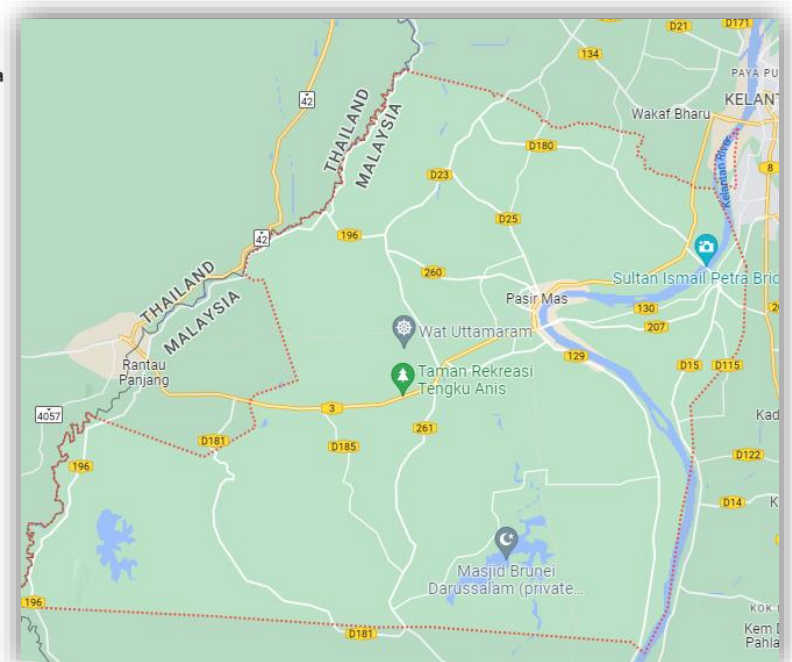 a
D171
D21
134
PAYA PU
42
KELANT
Wakaf Bharu
THAILAND
MALAYSIA
D180
Kelantan River
8
D23
D25
196
42
260
Sultan Ismail Petra Bridg
THAILAND
MALAYSIA
Pasir Mas
130
20
207
Wat Uttamaram
129
Rantau
Panjang
Taman Rekreasi
Tengku Anis
D15
D115
3
4057
261
Kad
D181
D185
D122
196
D14
K
Masjid Brunei
Darussalam (private...
196
KOK
D181
Kem D
Pahla